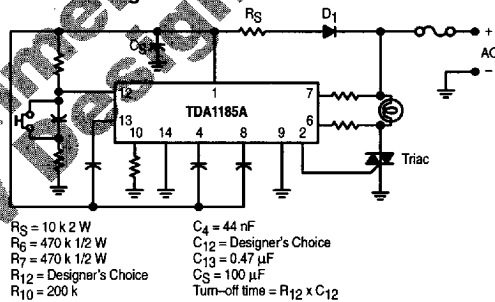 RS D1
+
CS AC
−
12 1 7
TDA1185A
13 6
10 14 4 8 9 2
Triac
RS = 10 k 2 W
R6 = 470 k 1/2 W
R7 = 470 k 1/2 W
R12 = Designer's Choice
R10 = 200 k
C4 = 44 nF
C12 = Designer's Choice
C13 = 0.47 µF
CS = 100 µF
Turn–off time = R12 x C12